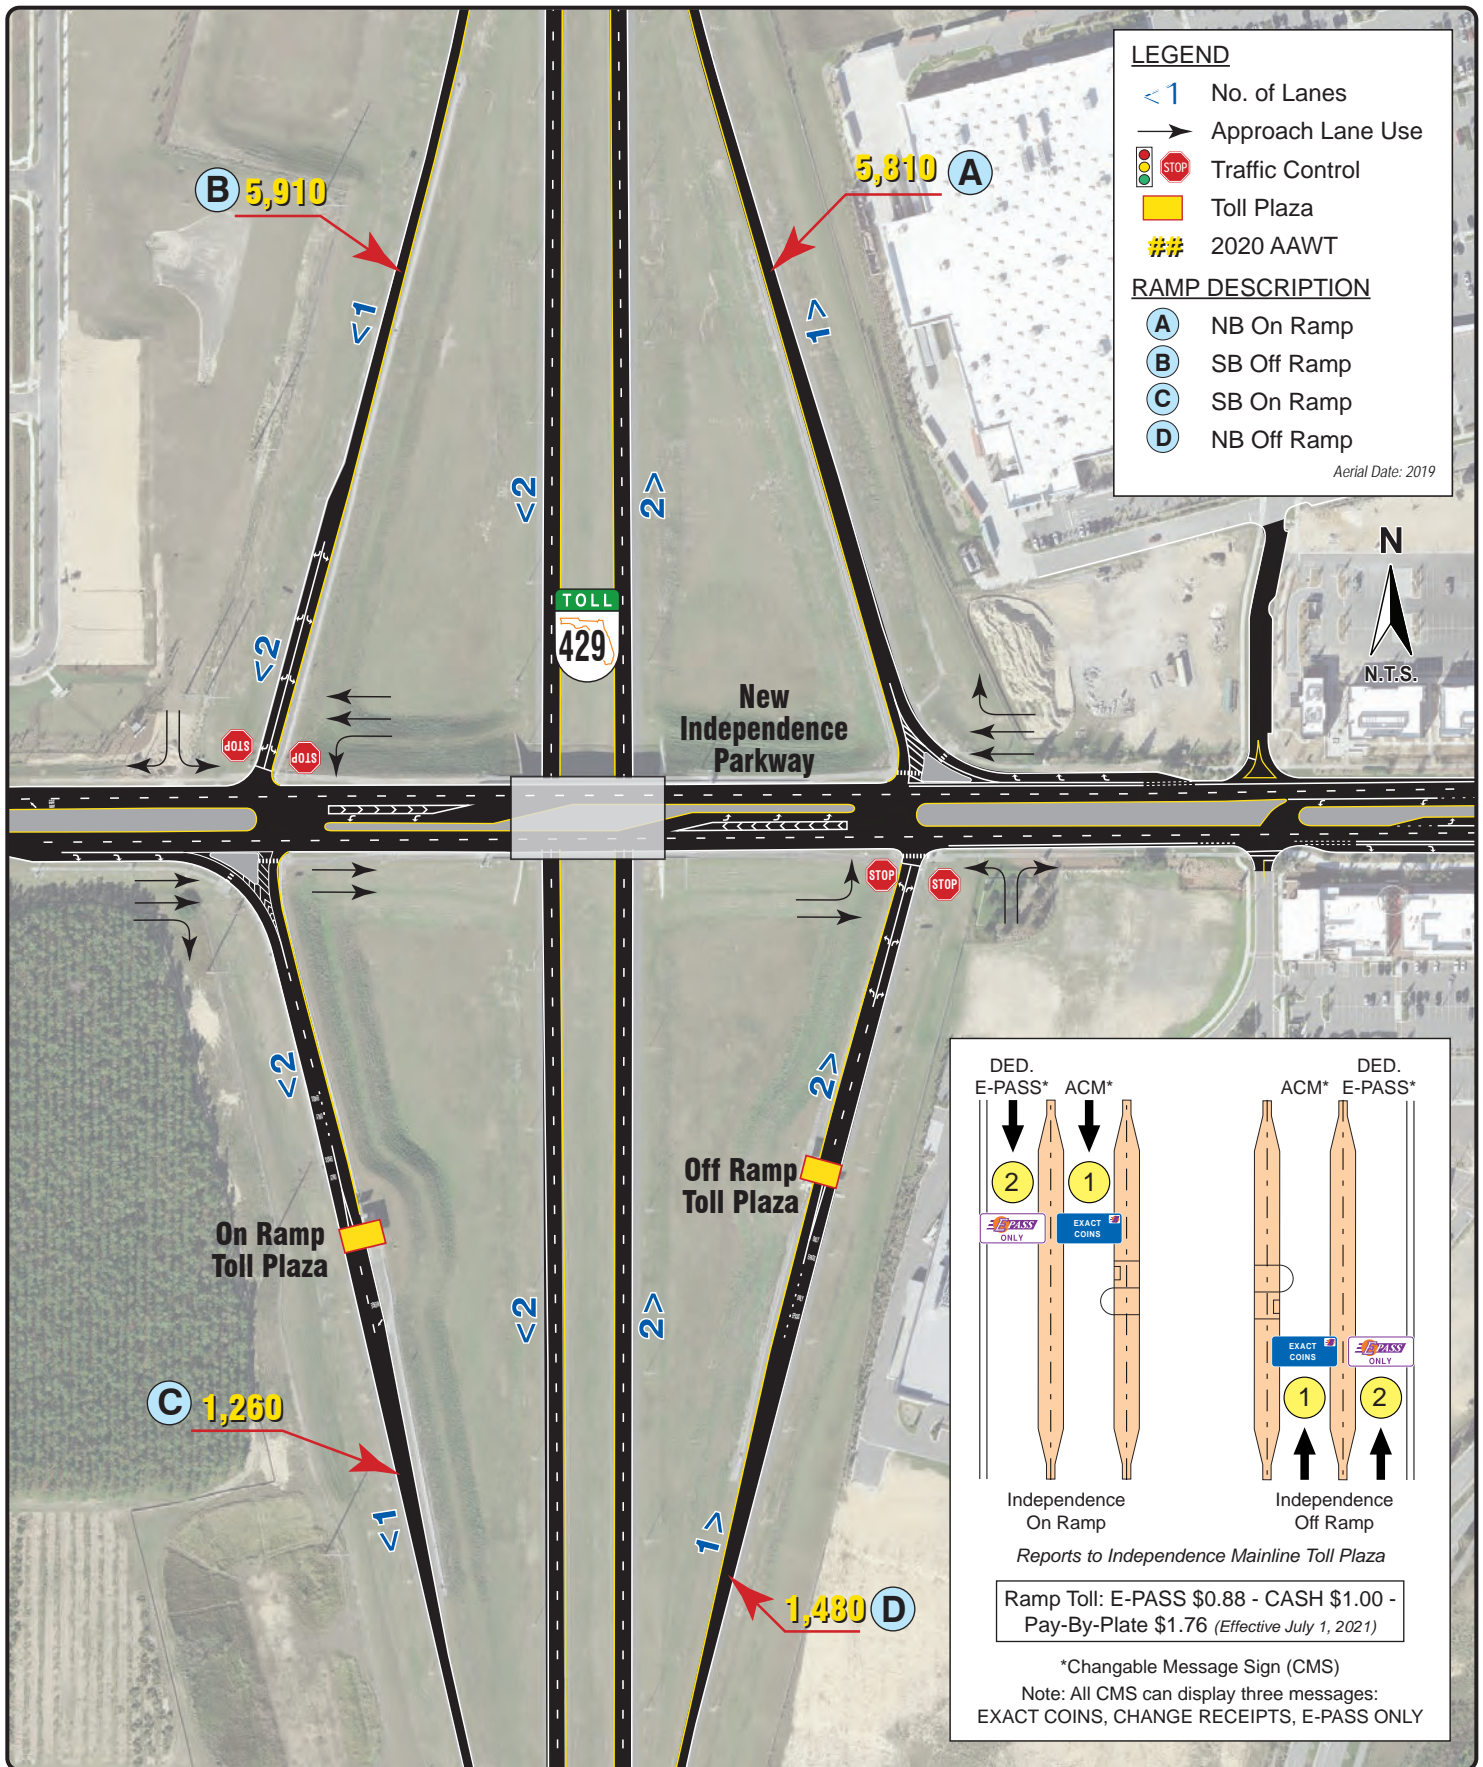 LEGEND
<1 No. of Lanes
Approach Lane Use
STOP Traffic Control
Toll Plaza
## 2020 AAWT
RAMP DESCRIPTION
A NB On Ramp
B SB Off Ramp
C SB On Ramp
D NB Off Ramp
Aerial Date: 2019
B 5,910
5,810 A
<1
1>
<2
2>
N
N.T.S.
TOLL
429
<2
New
Independence
Parkway
STOP
STOP
STOP
STOP
<2
2>
Off Ramp
Toll Plaza
On Ramp
Toll Plaza
<2
2>
C 1,260
<1
1>
1,480 D
DED.
E-PASS* ACM*
DED.
ACM* E-PASS*
2 1
E-PASS
ONLY
EXACT
COINS
EXACT
COINS
E-PASS
ONLY
1 2
Independence
On Ramp
Independence
Off Ramp
Reports to Independence Mainline Toll Plaza
Ramp Toll: E-PASS $0.88 - CASH $1.00 -
Pay-By-Plate $1.76 (Effective July 1, 2021)
*Changable Message Sign (CMS)
Note: All CMS can display three messages:
EXACT COINS, CHANGE RECEIPTS, E-PASS ONLY